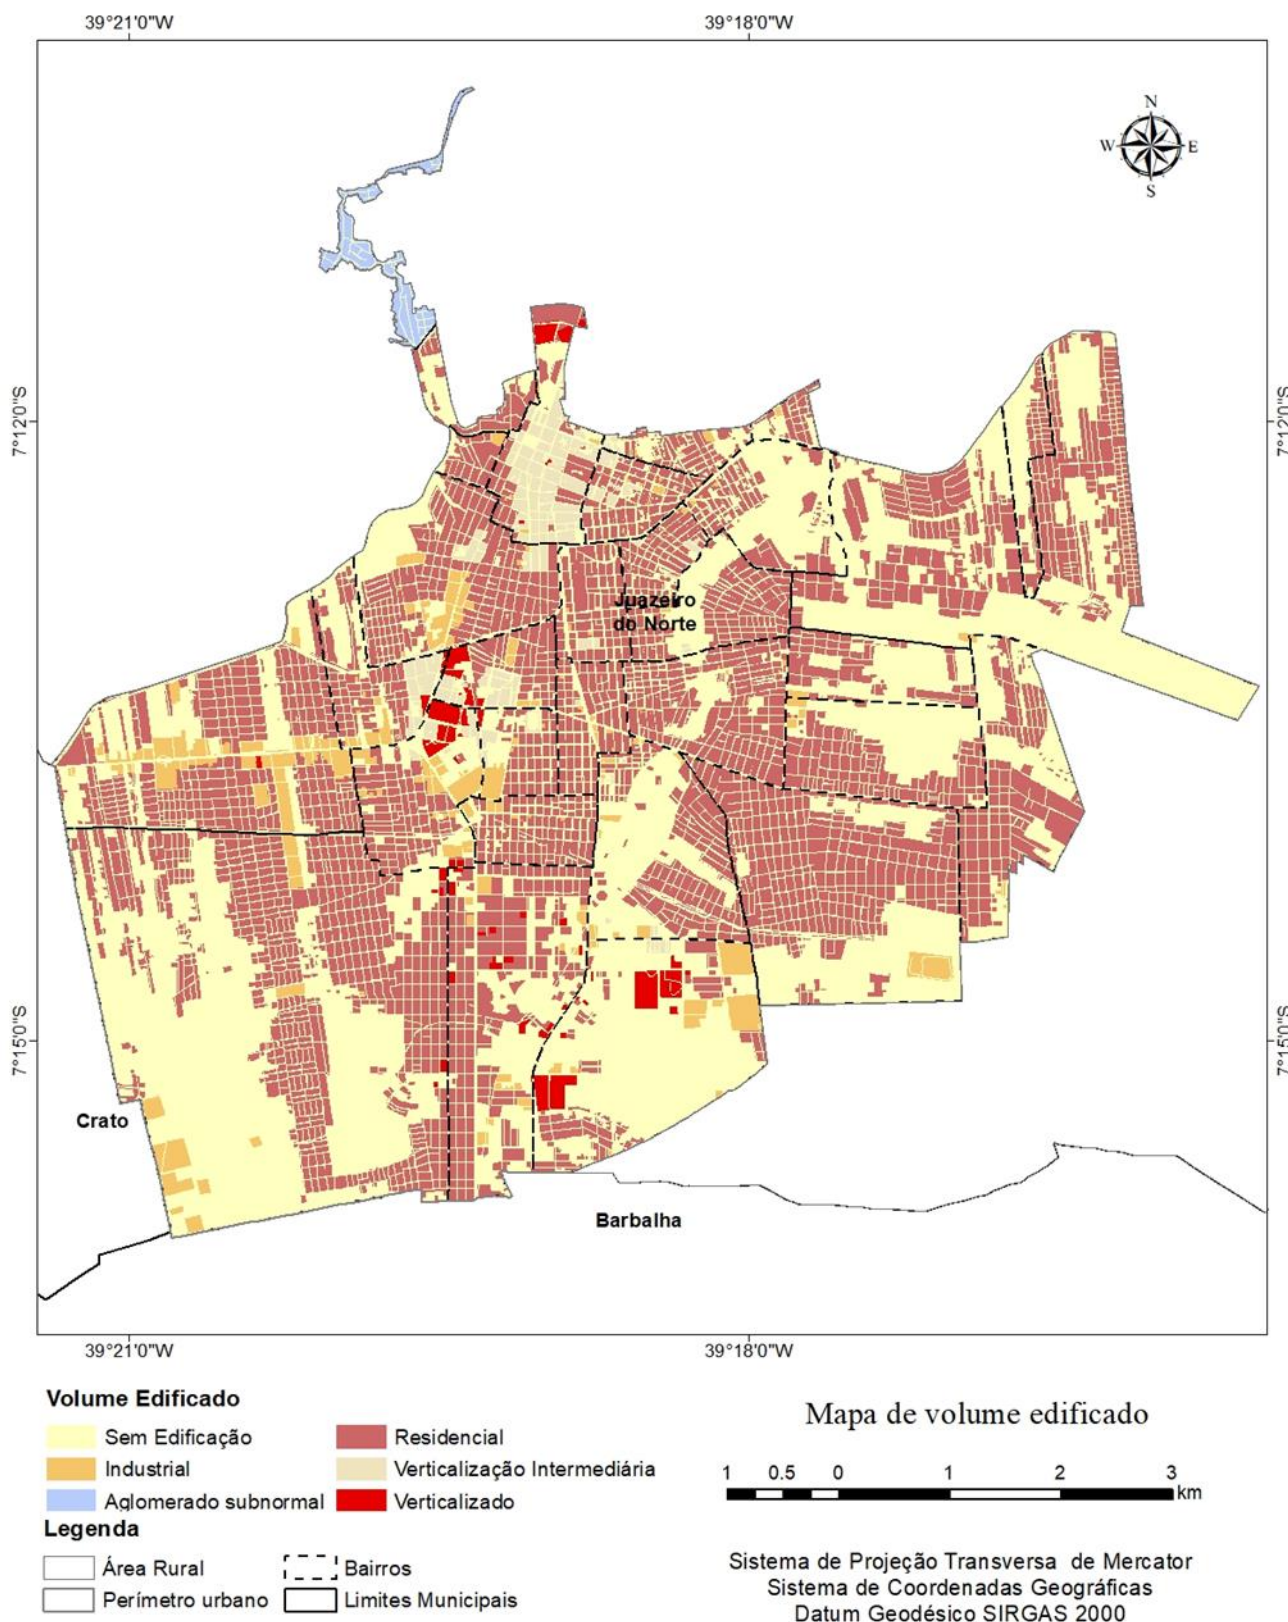 39°21'0"W
39°18'0"W
N
W
E
S
7°12'0"S
7°12'0"S
Juazeiro
do Norte
7°15'0"S
7°15'0"S
Crato
Barbalha
39°21'0"W
39°18'0"W
Volume Edificado
Sem Edificação
Residencial
Industrial
Verticalização Intermediária
Aglomerado subnormal
Verticalizado
Legenda
Área Rural
Bairros
Perímetro urbano
Limites Municipais
Mapa de volume edificado
1 0.5 0 1 2 3
km
Sistema de Projeção Transversa de Mercator
Sistema de Coordenadas Geográficas
Datum Geodésico SIRGAS 2000